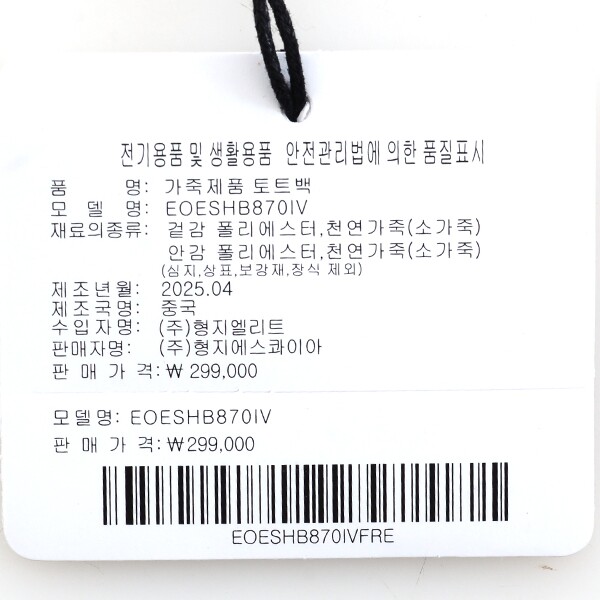 전기용품 및 생활용품 안전관리법에 의한 품질표시
품 명: 가죽제품 토트백
모 델 명: EOESHB870IV
재료의종류: 겉감 폴리에스터,천연가죽(소가죽)
안감 폴리에스터,천연가죽(소가죽)
(심지,상표,보강재,장식 제외)
제조년월: 2025.04
제조국명: 중국
수입자명: (주)형지엘리트
판매자명: (주)형지에스콰이아
판 매 가 격: ₩ 299,000
모델명: EOESHB870IV
판 매 가 격: ₩299,000
EOESHB870IVFRE